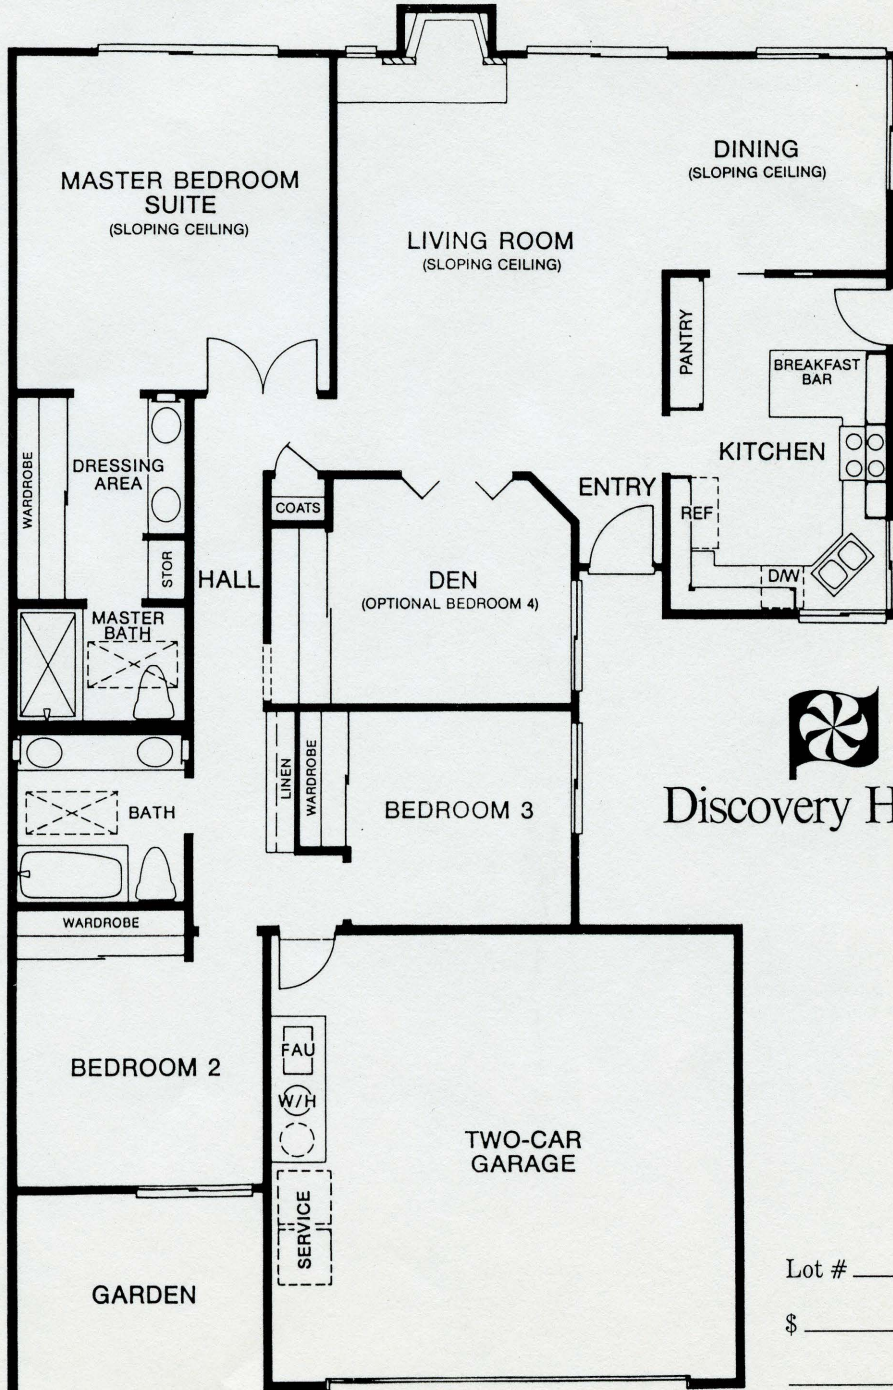 MASTER BEDROOM
SUITE
(SLOPING CEILING)
LIVING ROOM
(SLOPING CEILING)
DINING
(SLOPING CEILING)
PANTRY
BREAKFAST
BAR
KITCHEN
WARDROBE
DRESSING
AREA
STOR
COATS
ENTRY
REF
D/W
HALL
DEN
(OPTIONAL BEDROOM 4)
MASTER
BATH
BATH
LINEN
WARDROBE
BEDROOM 3
Discovery H
WARDROBE
BEDROOM 2
FAU
W/H
SERVICE
TWO-CAR
GARAGE
GARDEN
Lot #
$